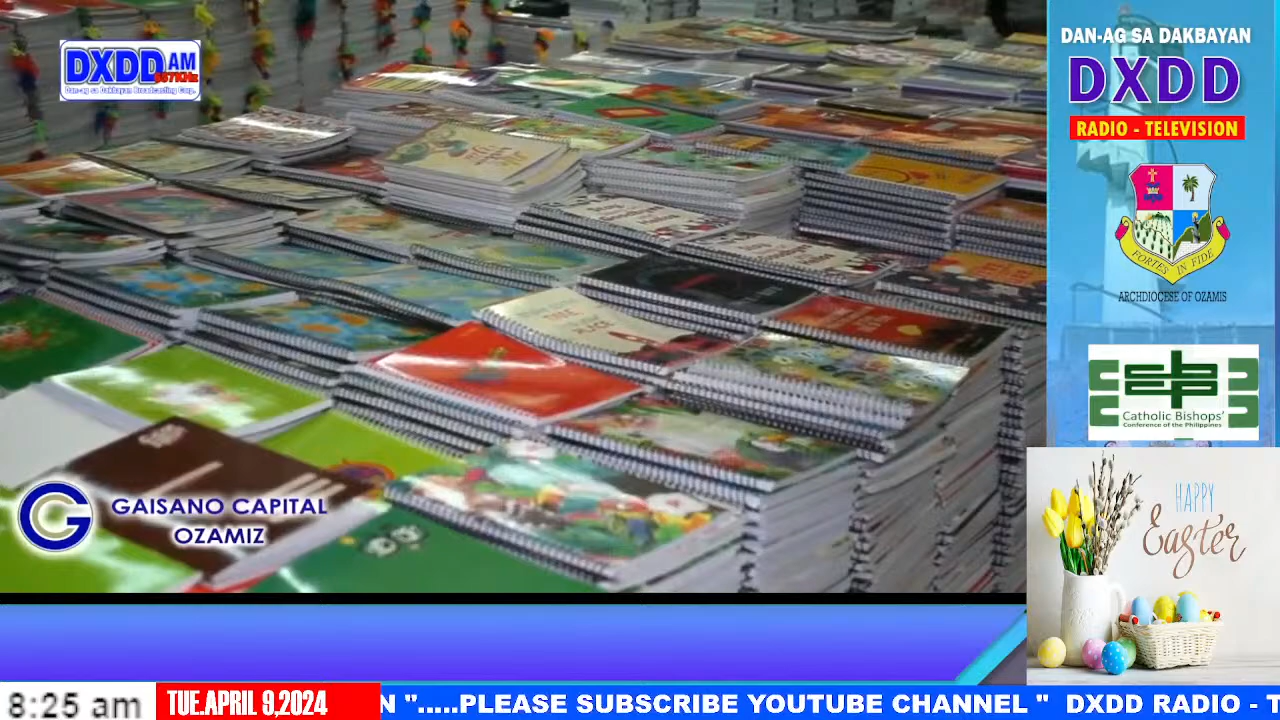 DXDD AM
657KHz
Dan-ag sa Dakbayan Broadcasting Corp.
DAN-AG SA DAKBAYAN
DXDD
RADIO - TELEVISION
FORTES IN FIDE
ARCHDIOCESE OF OZAMIS
Catholic Bishops'
Conference of the Philippines
HAPPY
Easter
GAISANO CAPITAL
OZAMIZ
8:25 am
TUE.APRIL 9,2024
N ".....PLEASE SUBSCRIBE YOUTUBE CHANNEL " DXDD RADIO - T